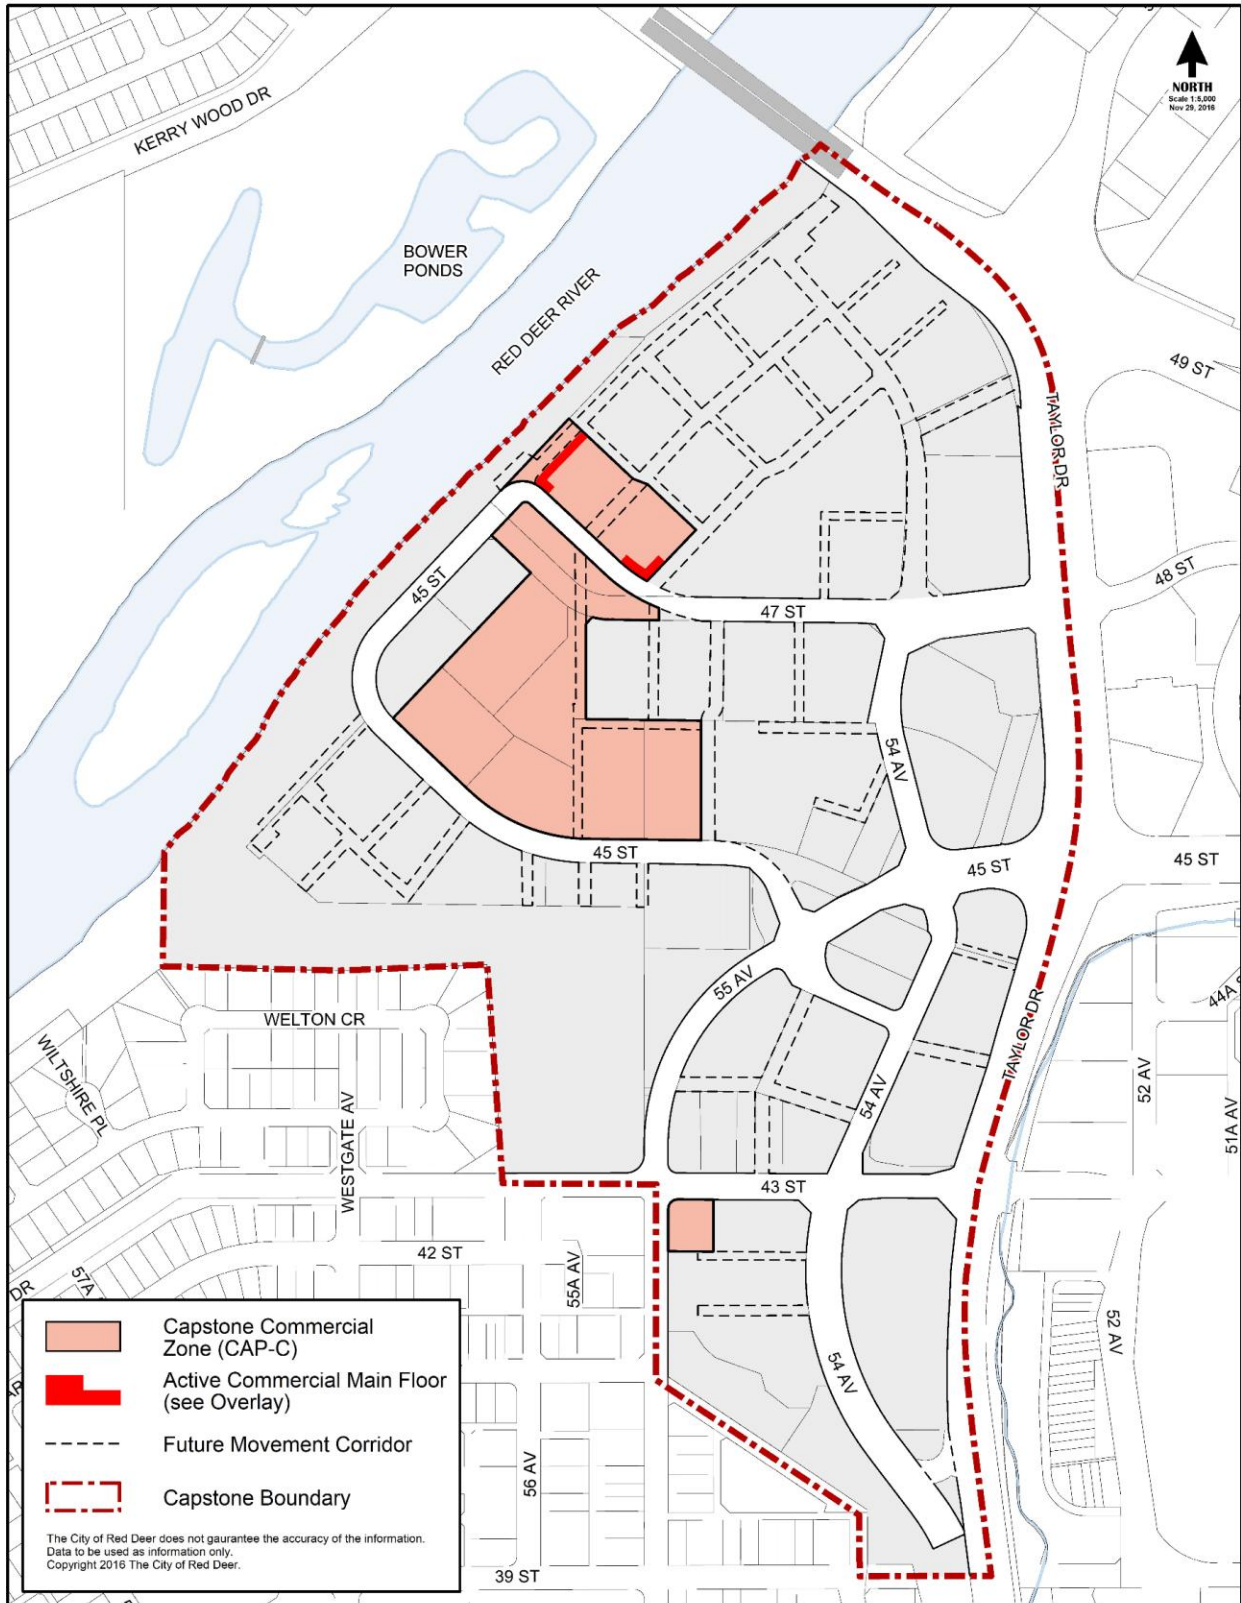 NORTH
Scale 1:5,000
Nov 29, 2016
KERRY WOOD DR
BOWER
PONDS
RED DEER RIVER
49 ST
TAYLOR DR
48 ST
45 ST
47 ST
54 AV
45 ST
45 ST
45 ST
55 AV
44A S
WELTON CR
WILTSHIRE PL
TAYLOR DR
52 AV
WESTGATE AV
54 AV
51A AV
43 ST
42 ST
55A AV
57A
DR
52 AV
54 AV
56 AV
39 ST
AR
Capstone Commercial
Zone (CAP-C)
Active Commercial Main Floor
(see Overlay)
Future Movement Corridor
Capstone Boundary
The City of Red Deer does not gaurantee the accuracy of the information.
Data to be used as information only.
Copyright 2016 The City of Red Deer.